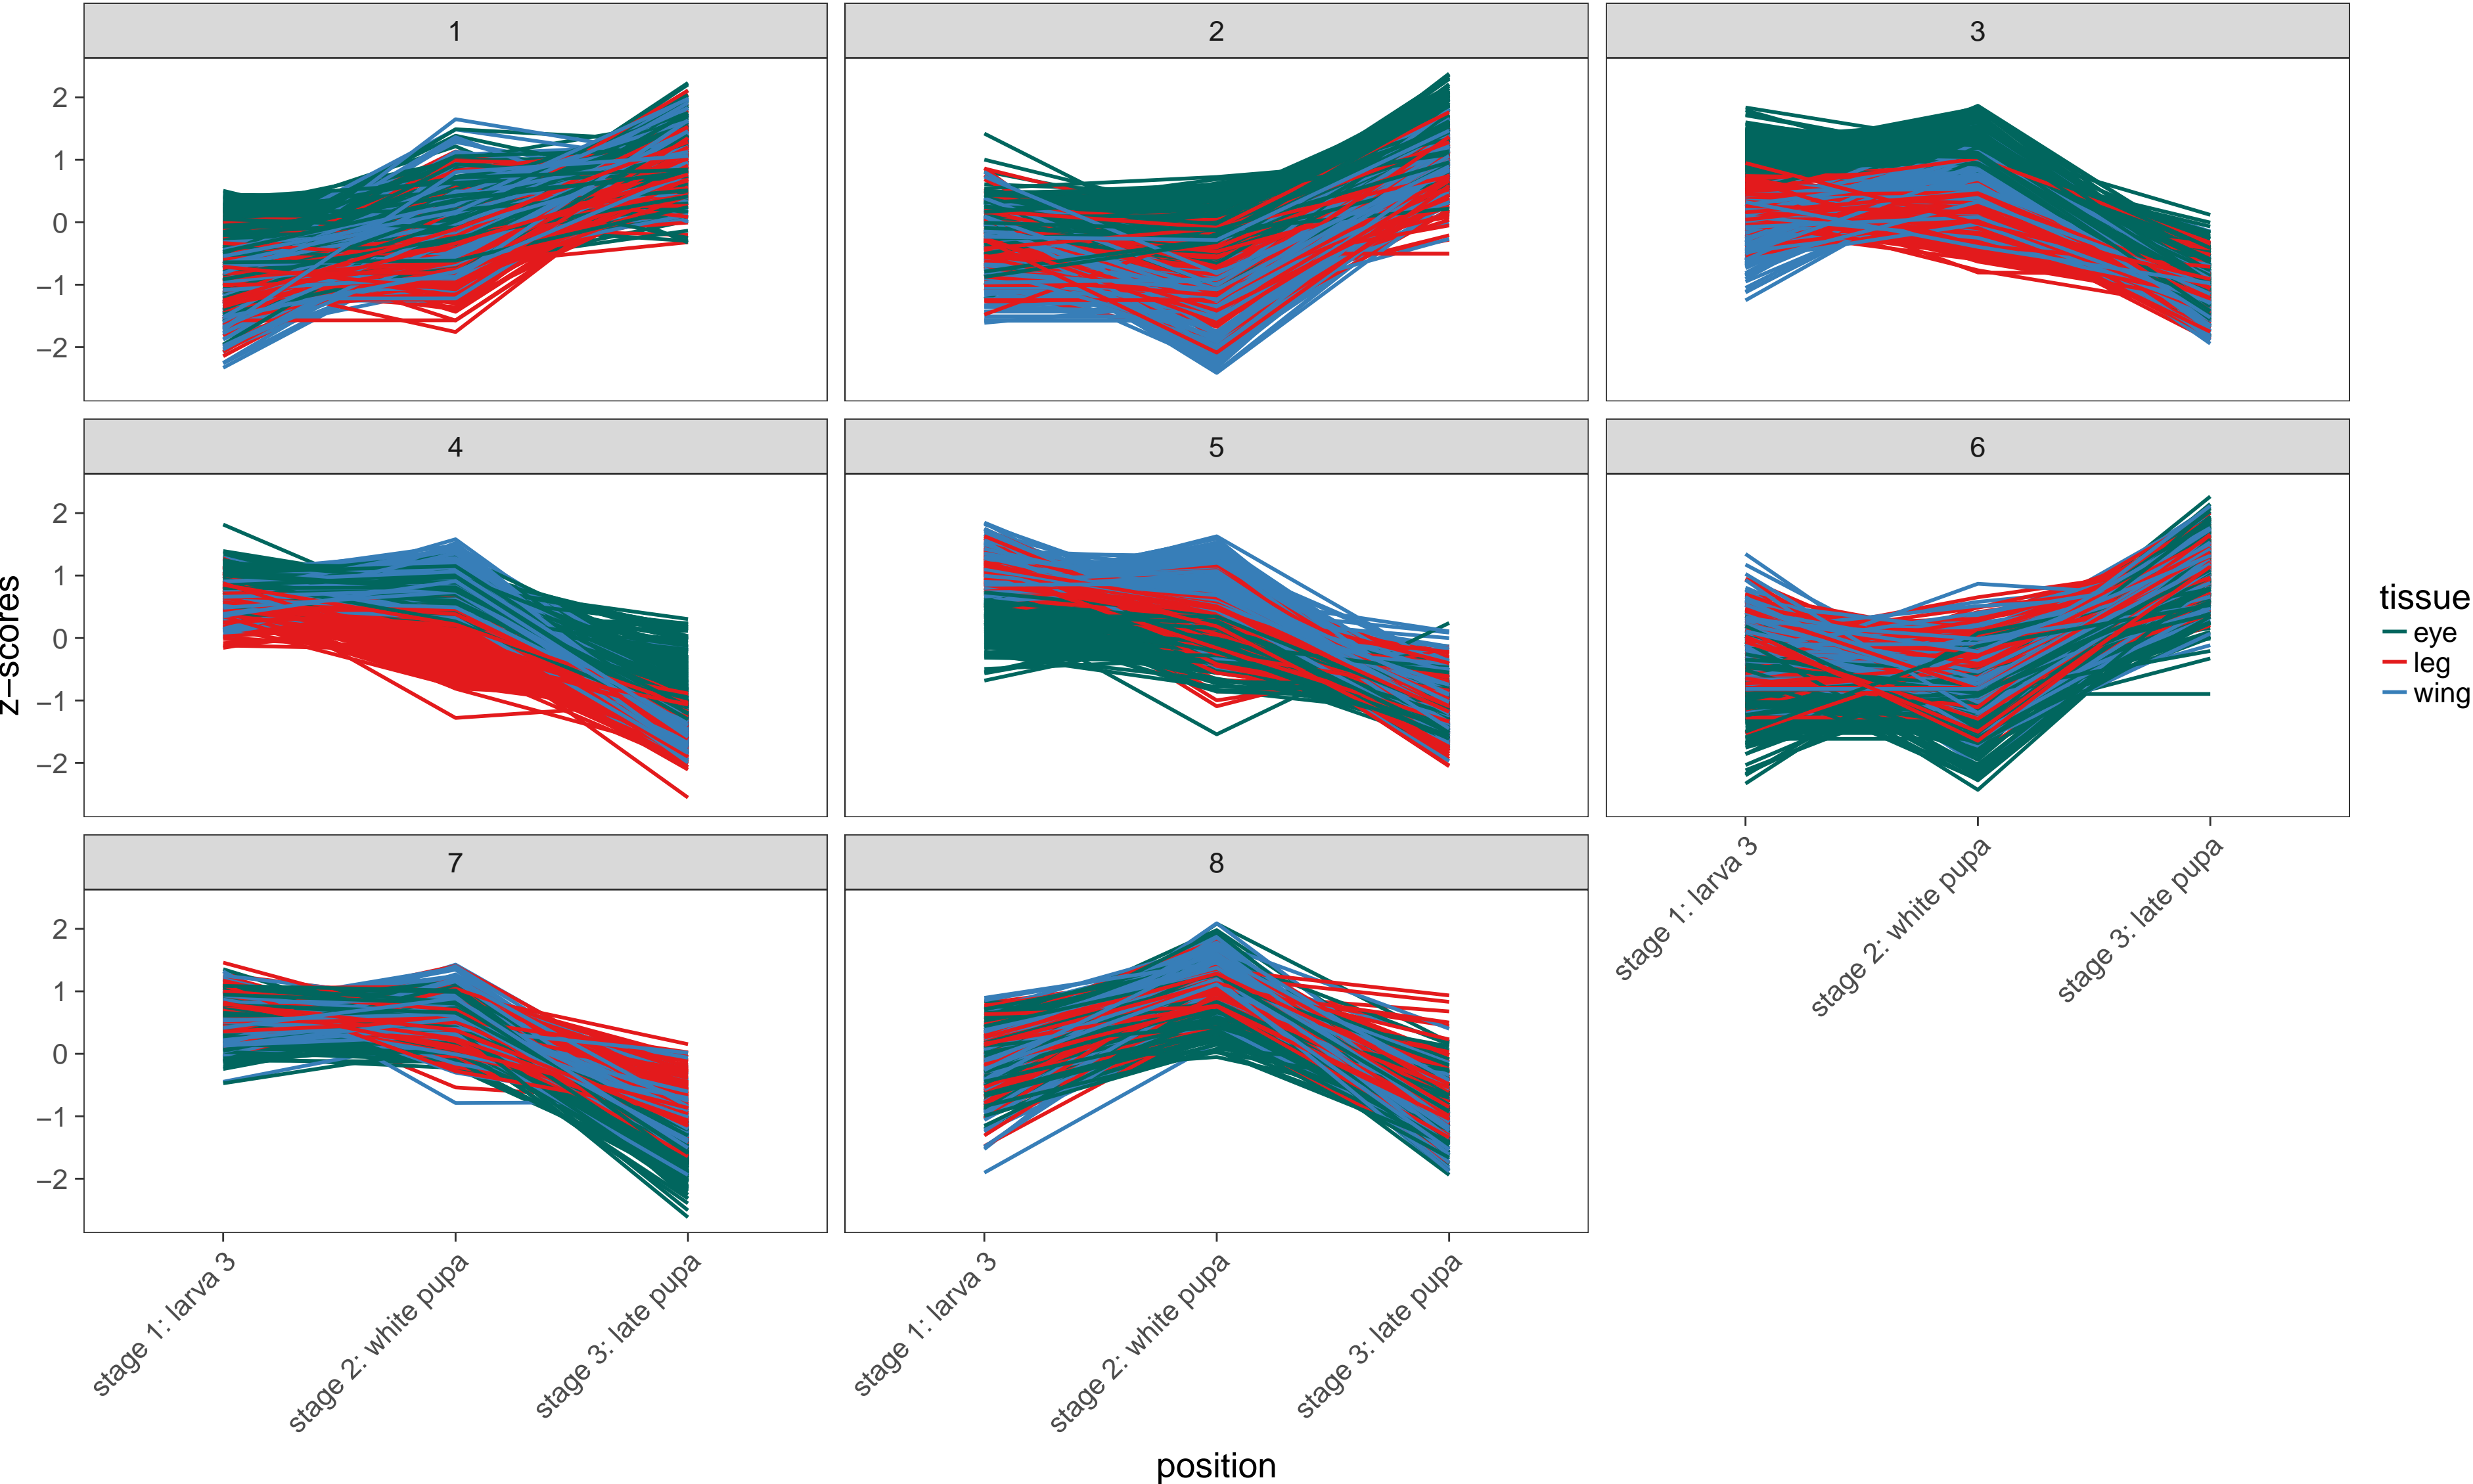 1
2
3
2
1
0
−1
−2
4
5
6
2
1
0
−1
−2
z−scores
tissue
eye
leg
wing
7
8
2
1
0
−1
−2
stage 1: larva 3
stage 2: white pupa
stage 3: late pupa
stage 1: larva 3
stage 2: white pupa
stage 3: late pupa
stage 1: larva 3
stage 2: white pupa
stage 3: late pupa
position